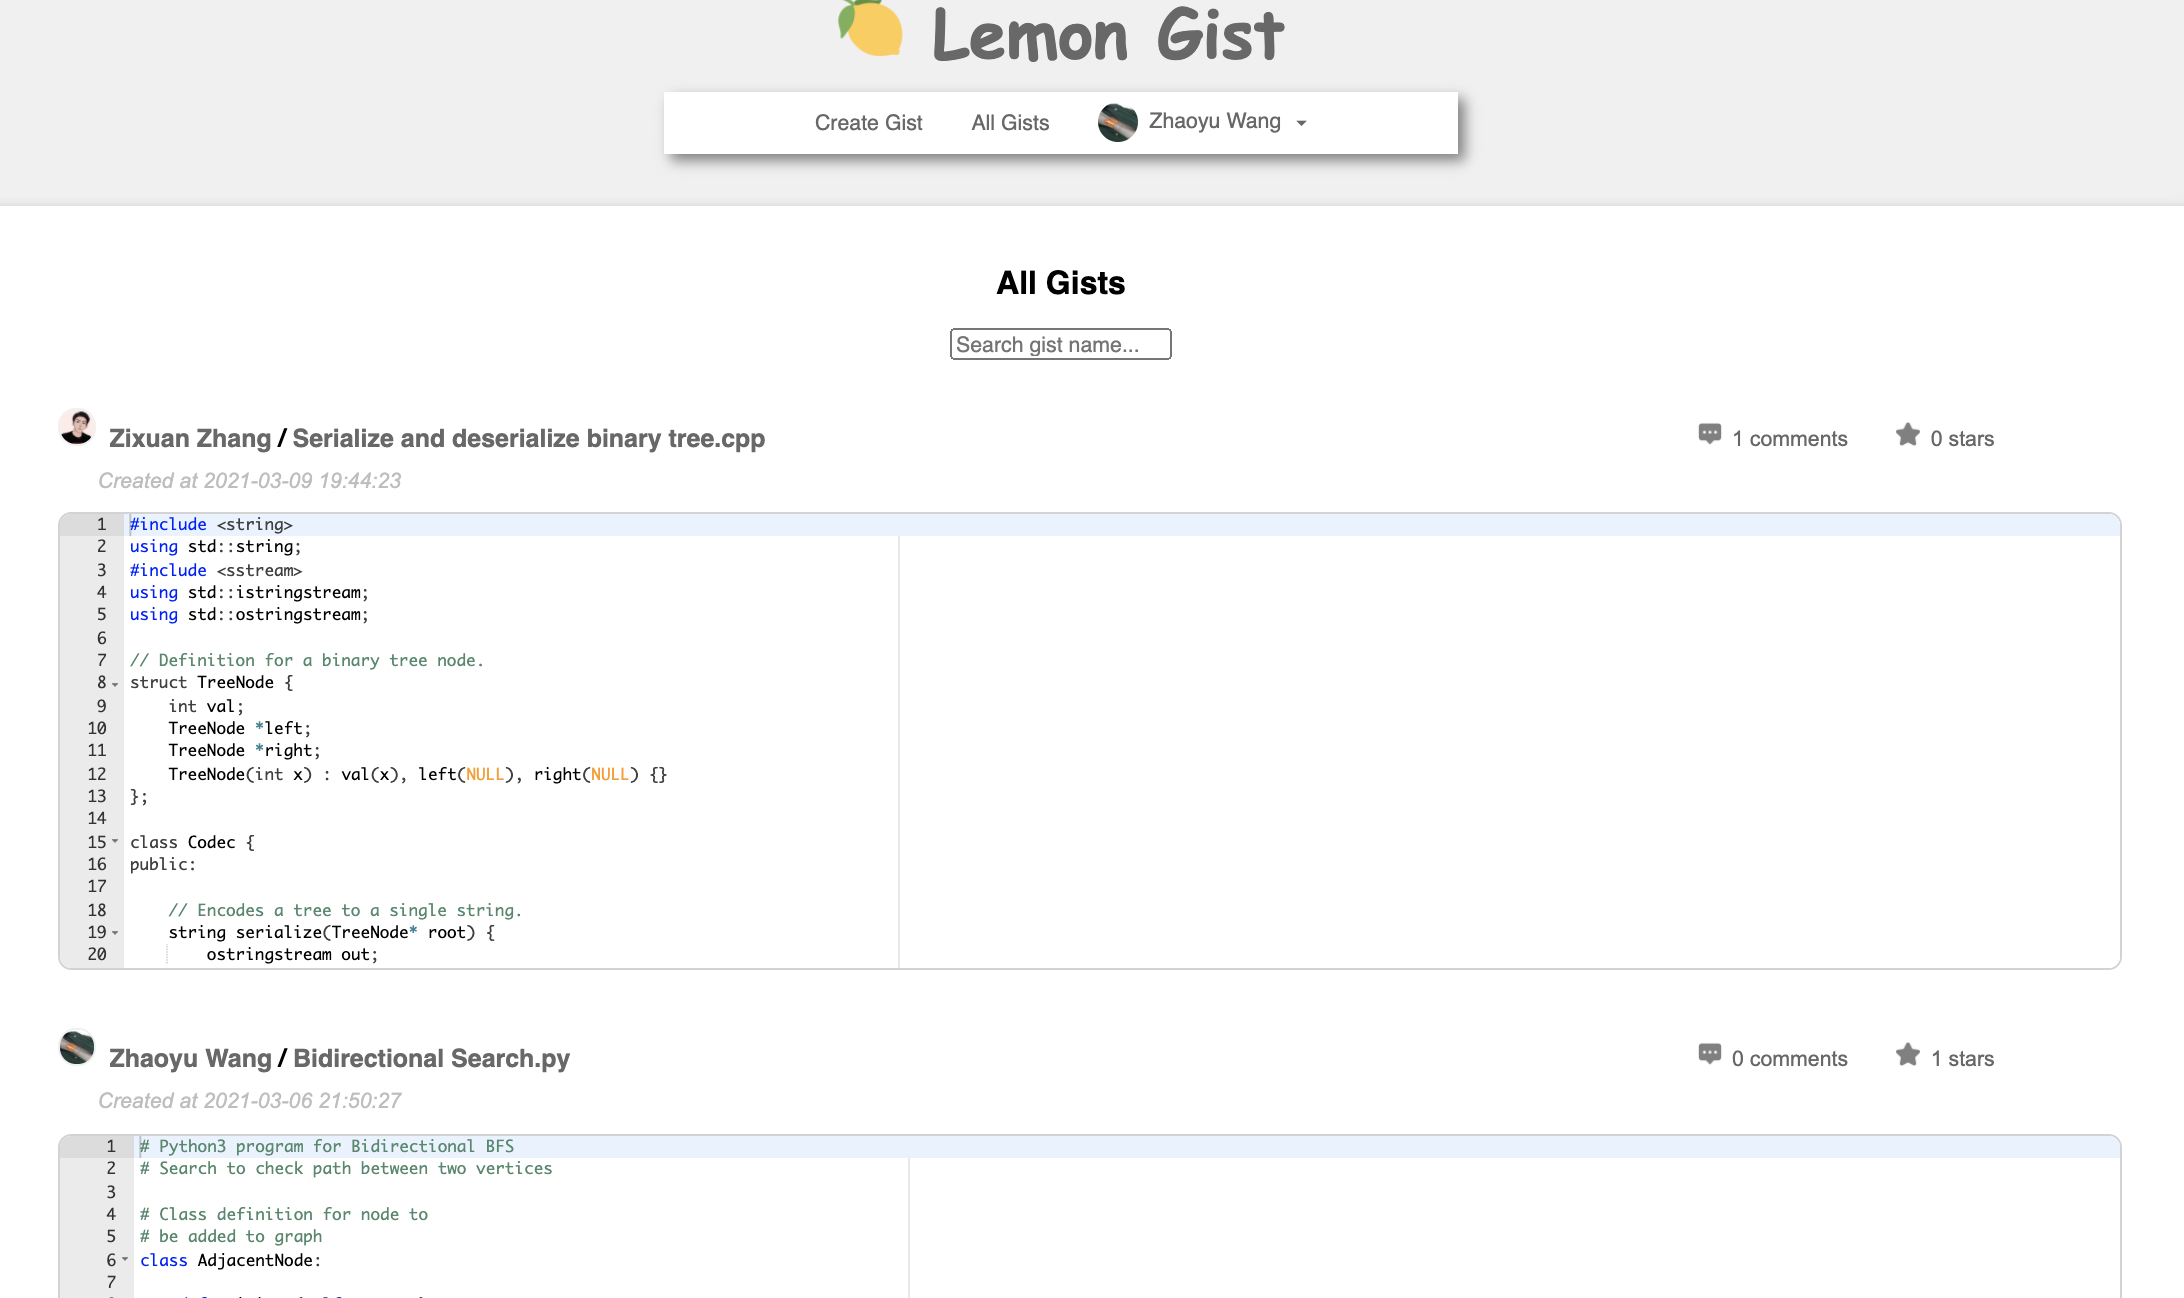 Lemon Gist
Create Gist All Gists Zhaoyu Wang
All Gists
Search gist name...
Zixuan Zhang / Serialize and deserialize binary tree.cpp 1 comments 0 stars
Created at 2021-03-09 19:44:23
1 #include <string>
2 using std::string;
3 #include <sstream>
4 using std::istringstream;
5 using std::ostringstream;
6
7 // Definition for a binary tree node.
8 struct TreeNode {
9     int val;
10     TreeNode *left;
11     TreeNode *right;
12     TreeNode(int x) : val(x), left(NULL), right(NULL) {}
13 };
14
15 class Codec {
16 public:
17
18     // Encodes a tree to a single string.
19     string serialize(TreeNode* root) {
20         ostringstream out;
Zhaoyu Wang / Bidirectional Search.py 0 comments 1 stars
Created at 2021-03-06 21:50:27
1 # Python3 program for Bidirectional BFS
2 # Search to check path between two vertices
3
4 # Class definition for node to
5 # be added to graph
6 class AdjacentNode:
7